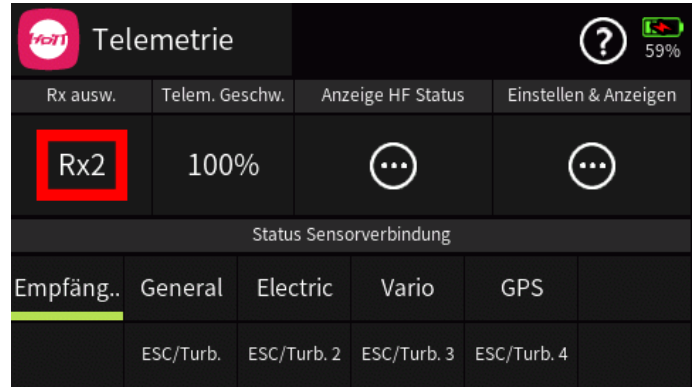 HoTT Telemetrie ? 59%
Rx ausw. Telem. Geschw. Anzeige HF Status Einstellen & Anzeigen
Rx2 100%
Status Sensorverbindung
Empfäng.. General Electric Vario GPS
ESC/Turb. ESC/Turb. 2 ESC/Turb. 3 ESC/Turb. 4